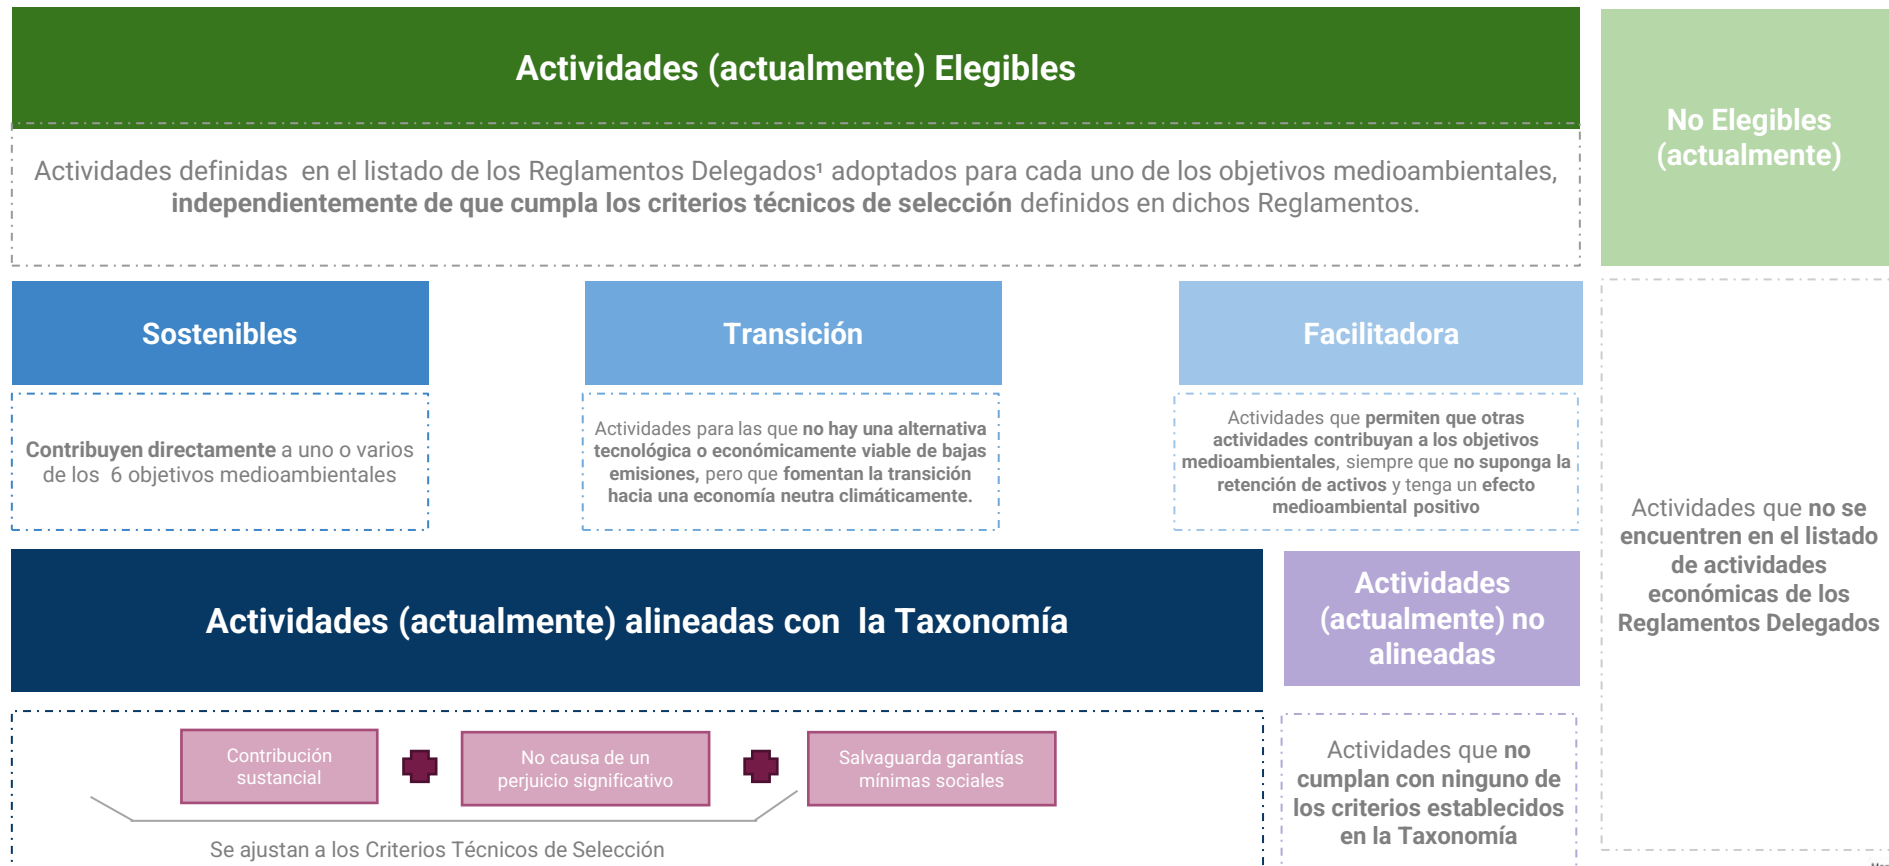 Actividades (actualmente) Elegibles
No Elegibles
(actualmente)
Actividades definidas en el listado de los Reglamentos Delegados¹ adoptados para cada uno de los objetivos medioambientales,
independientemente de que cumpla los criterios técnicos de selección definidos en dichos Reglamentos.
Sostenibles
Transición
Facilitadora
Contribuyen directamente a uno o varios
de los 6 objetivos medioambientales
Actividades para las que no hay una alternativa
tecnológica o económicamente viable de bajas
emisiones, pero que fomentan la transición
hacia una economía neutra climáticamente.
Actividades que permiten que otras
actividades contribuyan a los objetivos
medioambientales, siempre que no suponga la
retención de activos y tenga un efecto
medioambiental positivo
Actividades que no se
encuentren en el listado
de actividades
económicas de los
Reglamentos Delegados
Actividades (actualmente) alineadas con la Taxonomía
Actividades
(actualmente) no
alineadas
Contribución
sustancial
No causa de un
perjuicio significativo
Salvaguarda garantías
mínimas sociales
Se ajustan a los Criterios Técnicos de Selección
Actividades que no
cumplan con ninguno de
los criterios establecidos
en la Taxonomía